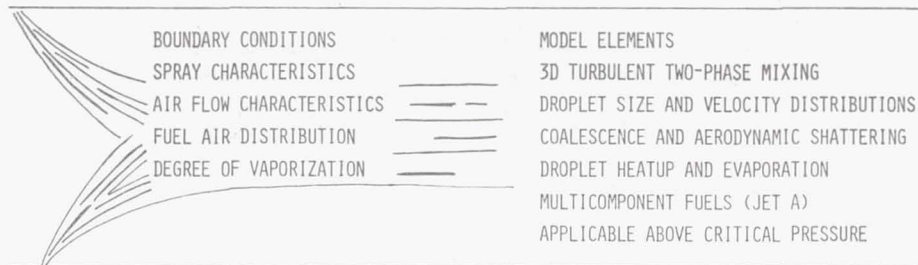 BOUNDARY CONDITIONS
SPRAY CHARACTERISTICS
AIR FLOW CHARACTERISTICS
FUEL AIR DISTRIBUTION
DEGREE OF VAPORIZATION
MODEL ELEMENTS
3D TURBULENT TWO-PHASE MIXING
DROPLET SIZE AND VELOCITY DISTRIBUTIONS
COALESCENCE AND AERODYNAMIC SHATTERING
DROPLET HEATUP AND EVAPORATION
MULTICOMPONENT FUELS (JET A)
APPLICABLE ABOVE CRITICAL PRESSURE